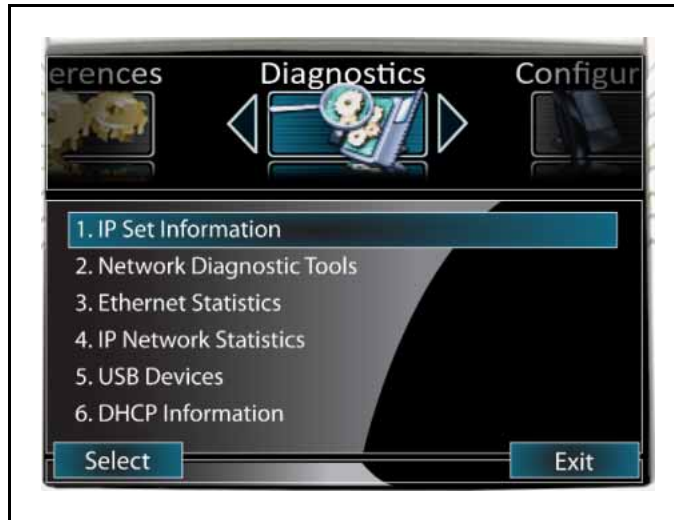 erences Diagnostics Configur
1. IP Set Information
2. Network Diagnostic Tools
3. Ethernet Statistics
4. IP Network Statistics
5. USB Devices
6. DHCP Information
Select Exit